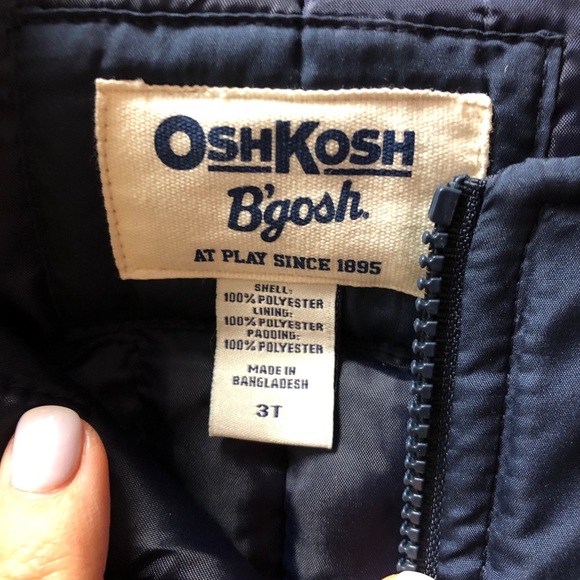 OSHKOSH
B'gosh.
AT PLAY SINCE 1895
SHELL:
100% POLYESTER
LINING:
100% POLYESTER
PADDING:
100% POLYESTER
MADE IN
BANGLADESH
3T